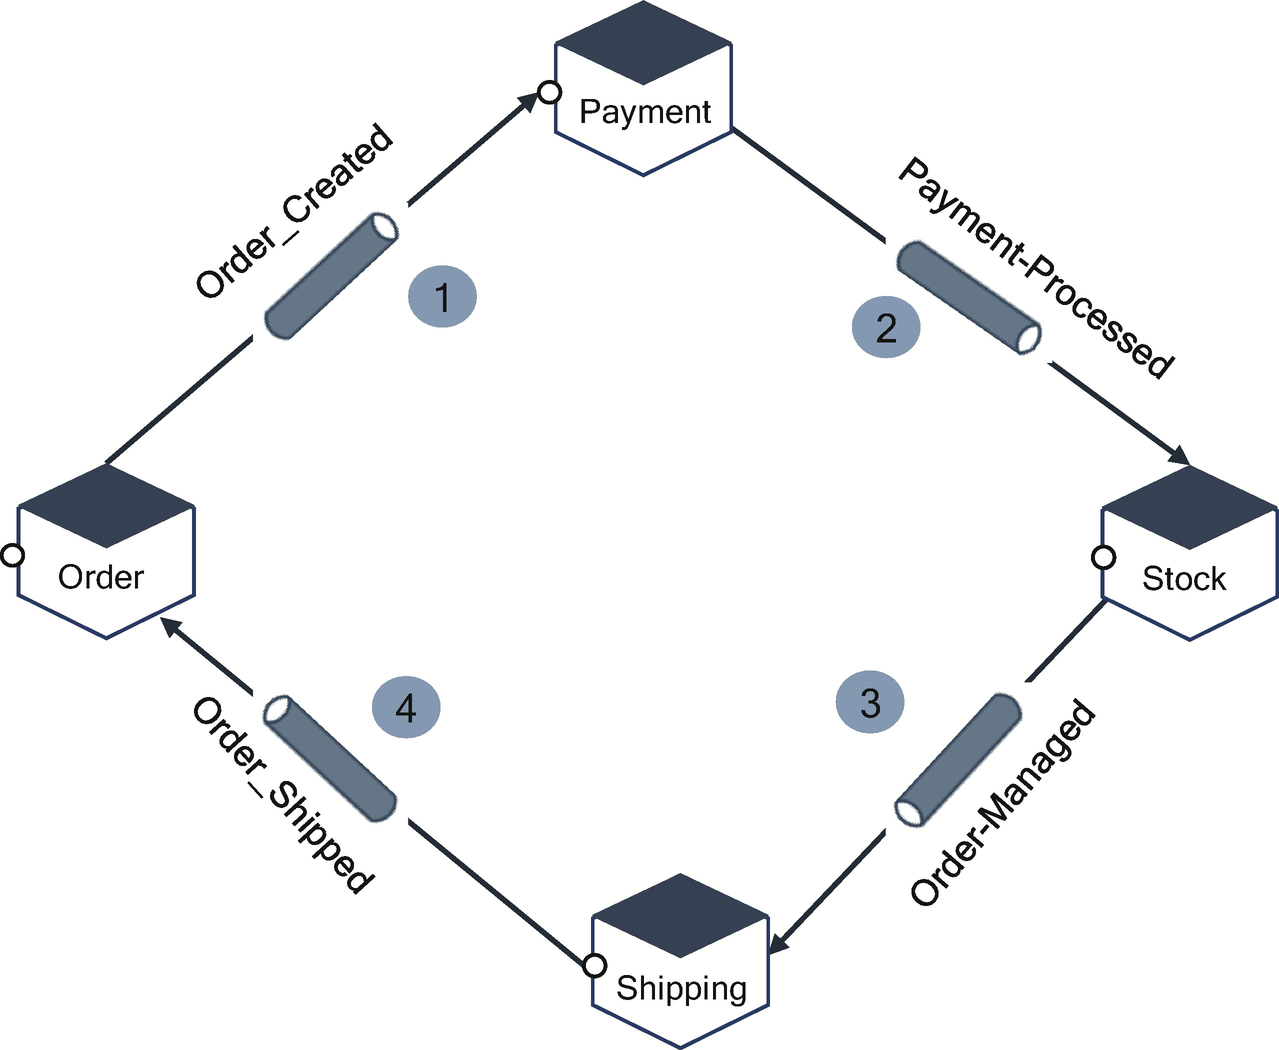 Payment
Order_Created
1
Payment-Processed
2
Order
Stock
4
Order_Shipped
3
Order-Managed
Shipping